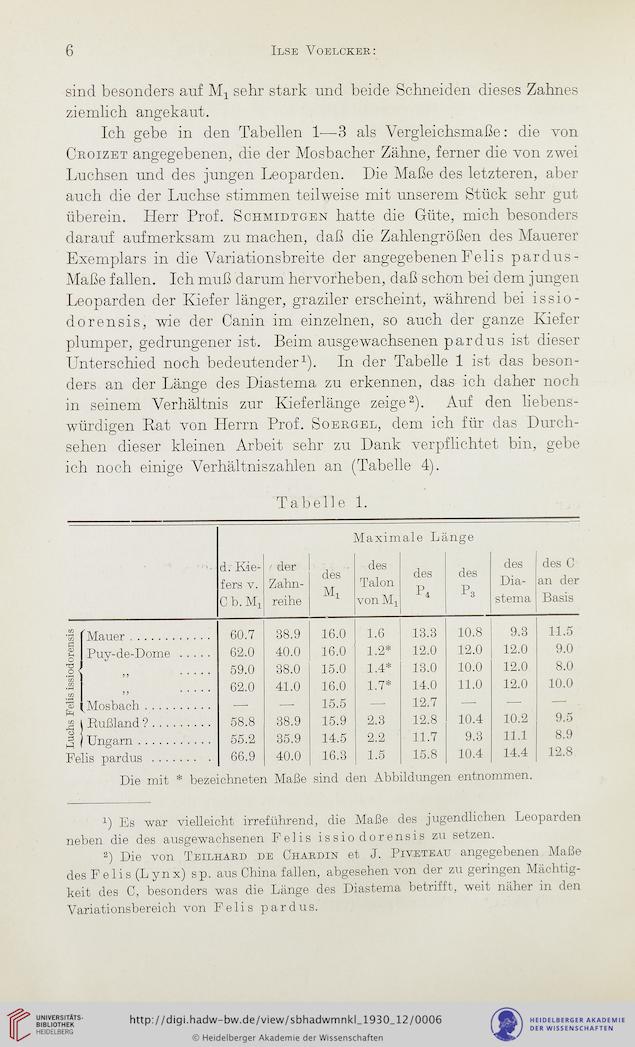 6 Ilse Voelcker:
sind besonders auf M₁ sehr stark und beide Schneiden dieses Zahnes
ziemlich angekaut.
Ich gebe in den Tabellen 1—3 als Vergleichsmaße: die von
Croizet angegebenen, die der Mosbacher Zähne, ferner die von zwei
Luchsen und des jungen Leoparden. Die Maße des letzteren, aber
auch die der Luchse stimmen teilweise mit unserem Stück sehr gut
überein. Herr Prof. Schmidtgen hatte die Güte, mich besonders
darauf aufmerksam zu machen, daß die Zahlengrößen des Mauerer
Exemplars in die Variationsbreite der angegebenen Felis pardus-
Maße fallen. Ich muß darum hervorheben, daß schon bei dem jungen
Leoparden der Kiefer länger, graziler erscheint, während bei issio-
dorensis, wie der Canin im einzelnen, so auch der ganze Kiefer
plumper, gedrungener ist. Beim ausgewachsenen pardus ist dieser
Unterschied noch bedeutender¹). In der Tabelle 1 ist das beson-
ders an der Länge des Diastema zu erkennen, das ich daher noch
in seinem Verhältnis zur Kieferlänge zeige²). Auf den liebens-
würdigen Rat von Herrn Prof. Soergel, dem ich für das Durch-
sehen dieser kleinen Arbeit sehr zu Dank verpflichtet bin, gebe
ich noch einige Verhältniszahlen an (Tabelle 4).
Tabelle 1.
Maximale Länge
d. Kie- der des des des des des des C
fers v. Zahn- M₁ Talon P₄ P₃ Dia- an der
C b. M₁ reihe von M₁ stema Basis
Felis issiodorensis
Mauer ............ 60.7 38.9 16.0 1.6 13.3 10.8 9.3 11.5
Puy-de-Dome ..... 62.0 40.0 16.0 1.2* 12.0 12.0 12.0 9.0
„ ..... 59.0 38.0 15.0 1.4* 13.0 10.0 12.0 8.0
„ ..... 62.0 41.0 16.0 1.7* 14.0 11.0 12.0 10.0
Mosbach .......... — — 15.5 — 12.7 — — —
Luchs
Rußland? ......... 58.8 38.9 15.9 2.3 12.8 10.4 10.2 9.5
Ungarn ........... 55.2 35.9 14.5 2.2 11.7 9.3 11.1 8.9
Felis pardus ........ 66.9 40.0 16.3 1.5 15.8 10.4 14.4 12.8
Die mit * bezeichneten Maße sind den Abbildungen entnommen.
¹) Es war vielleicht irreführend, die Maße des jugendlichen Leoparden
neben die des ausgewachsenen Felis issiodorensis zu setzen.
²) Die von Teilhard de Chardin et J. Piveteau angegebenen Maße
des Felis (Lynx) sp. aus China fallen, abgesehen von der zu geringen Mächtig-
keit des C, besonders was die Länge des Diastema betrifft, weit näher in den
Variationsbereich von Felis pardus.
UNIVERSITÄTS-
BIBLIOTHEK
HEIDELBERG
http://digi.hadw-bw.de/view/sbhadwmnkl_1930_12/0006
© Heidelberger Akademie der Wissenschaften
HEIDELBERGER AKADEMIE
DER WISSENSCHAFTEN